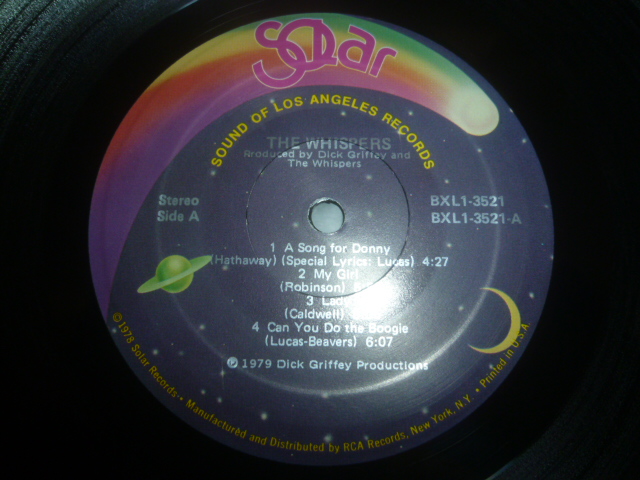 SOLar
SOUND OF LOS ANGELES RECORDS
THE WHISPERS
Produced by Dick Griffey and
The Whispers
Stereo
Side A
BXL1-3521
BXL1-3521-A
1 A Song for Donny
(Hathaway) (Special Lyrics: Lucas) 4:27
2 My Girl
(Robinson)
3 Lady
(Caldwell)
4 Can You Do the Boogie
(Lucas-Beavers) 6:07
℗ 1979 Dick Griffey Productions
©1978 Solar Records • Manufactured and Distributed by RCA Records, New York, N.Y. • Printed in U.S.A.